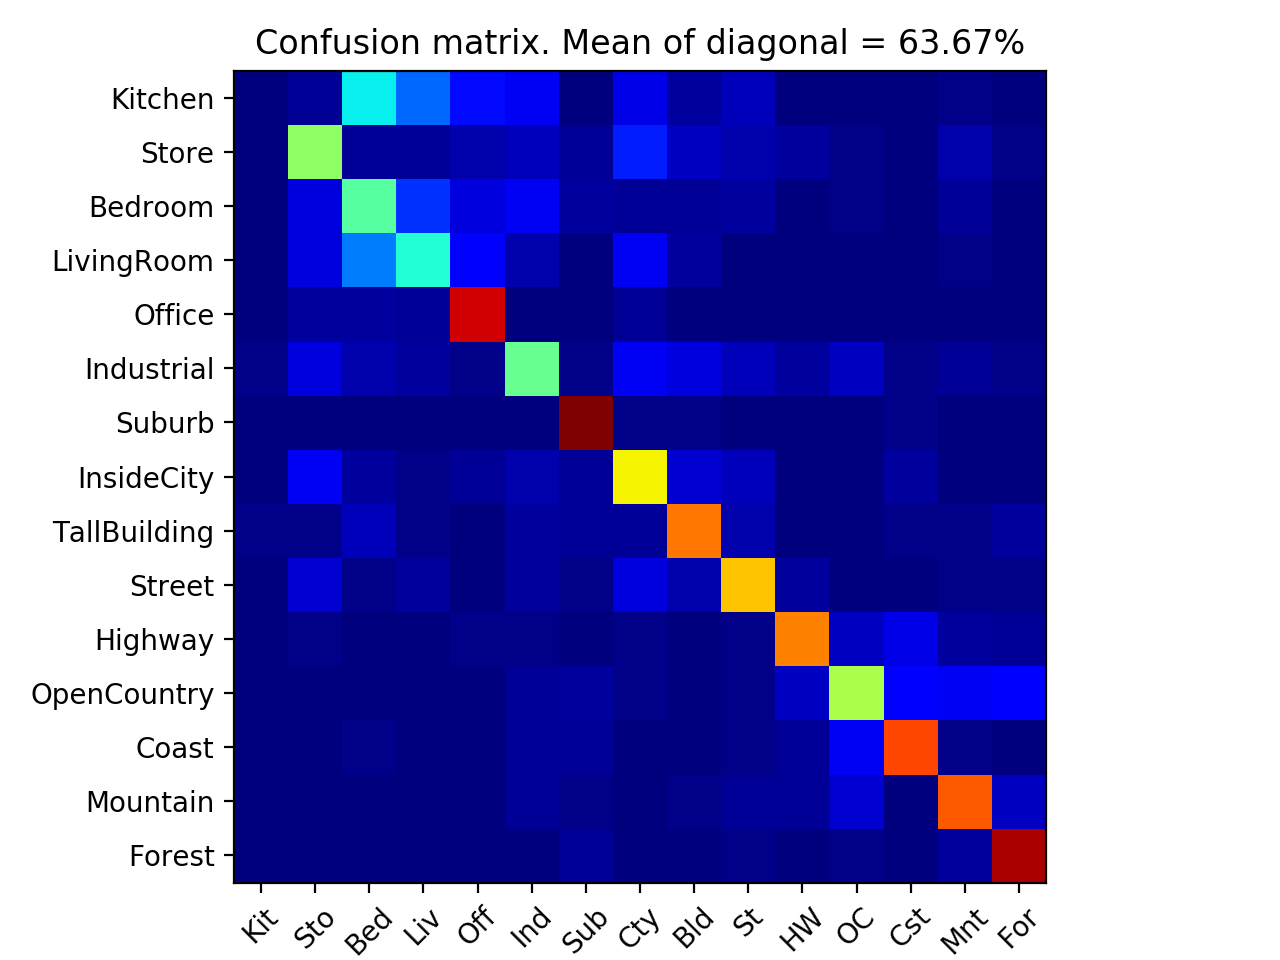 Confusion matrix. Mean of diagonal = 63.67%
Kitchen
Store
Bedroom
LivingRoom
Office
Industrial
Suburb
InsideCity
TallBuilding
Street
Highway
OpenCountry
Coast
Mountain
Forest
Kit Sto Bed Liv Off Ind Sub Cty Bld St HW OC Cst Mnt For